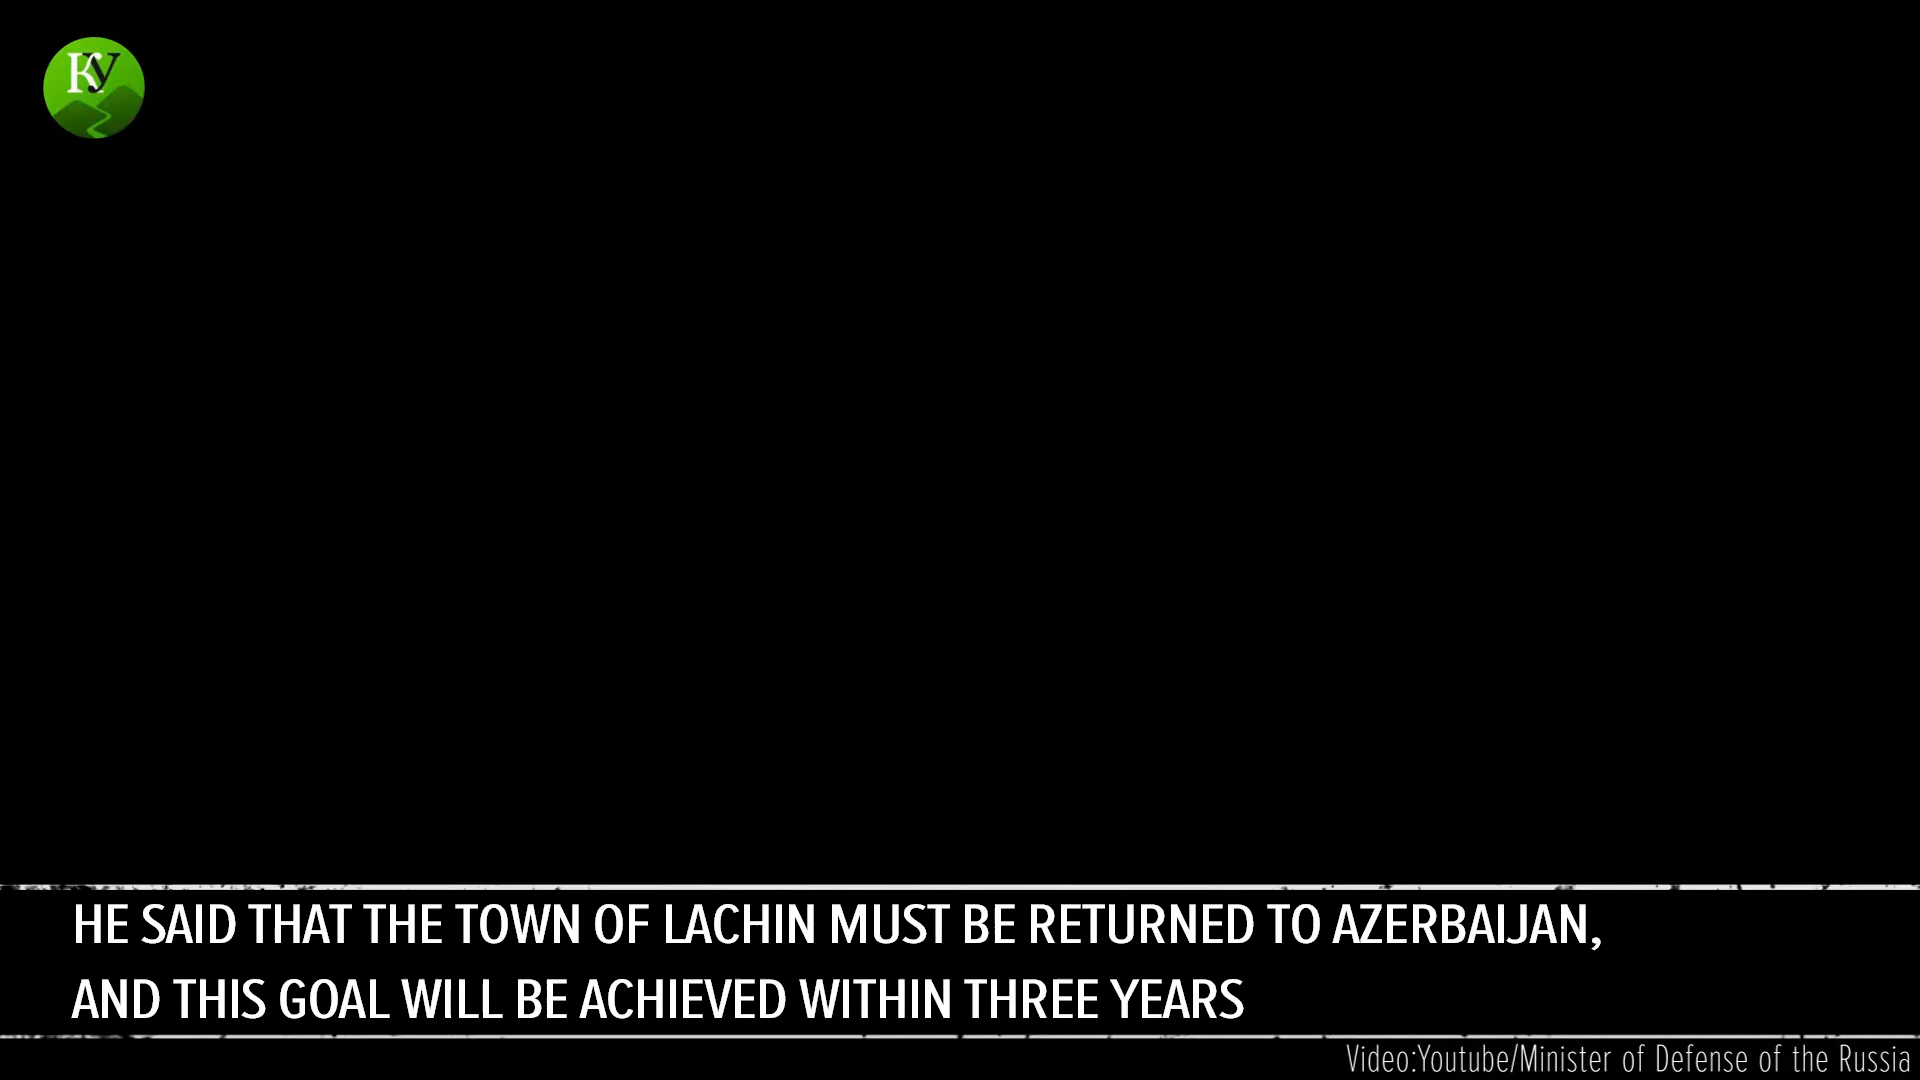 Ку
HE SAID THAT THE TOWN OF LACHIN MUST BE RETURNED TO AZERBAIJAN,
AND THIS GOAL WILL BE ACHIEVED WITHIN THREE YEARS
Video:Youtube/Minister of Defense of the Russia